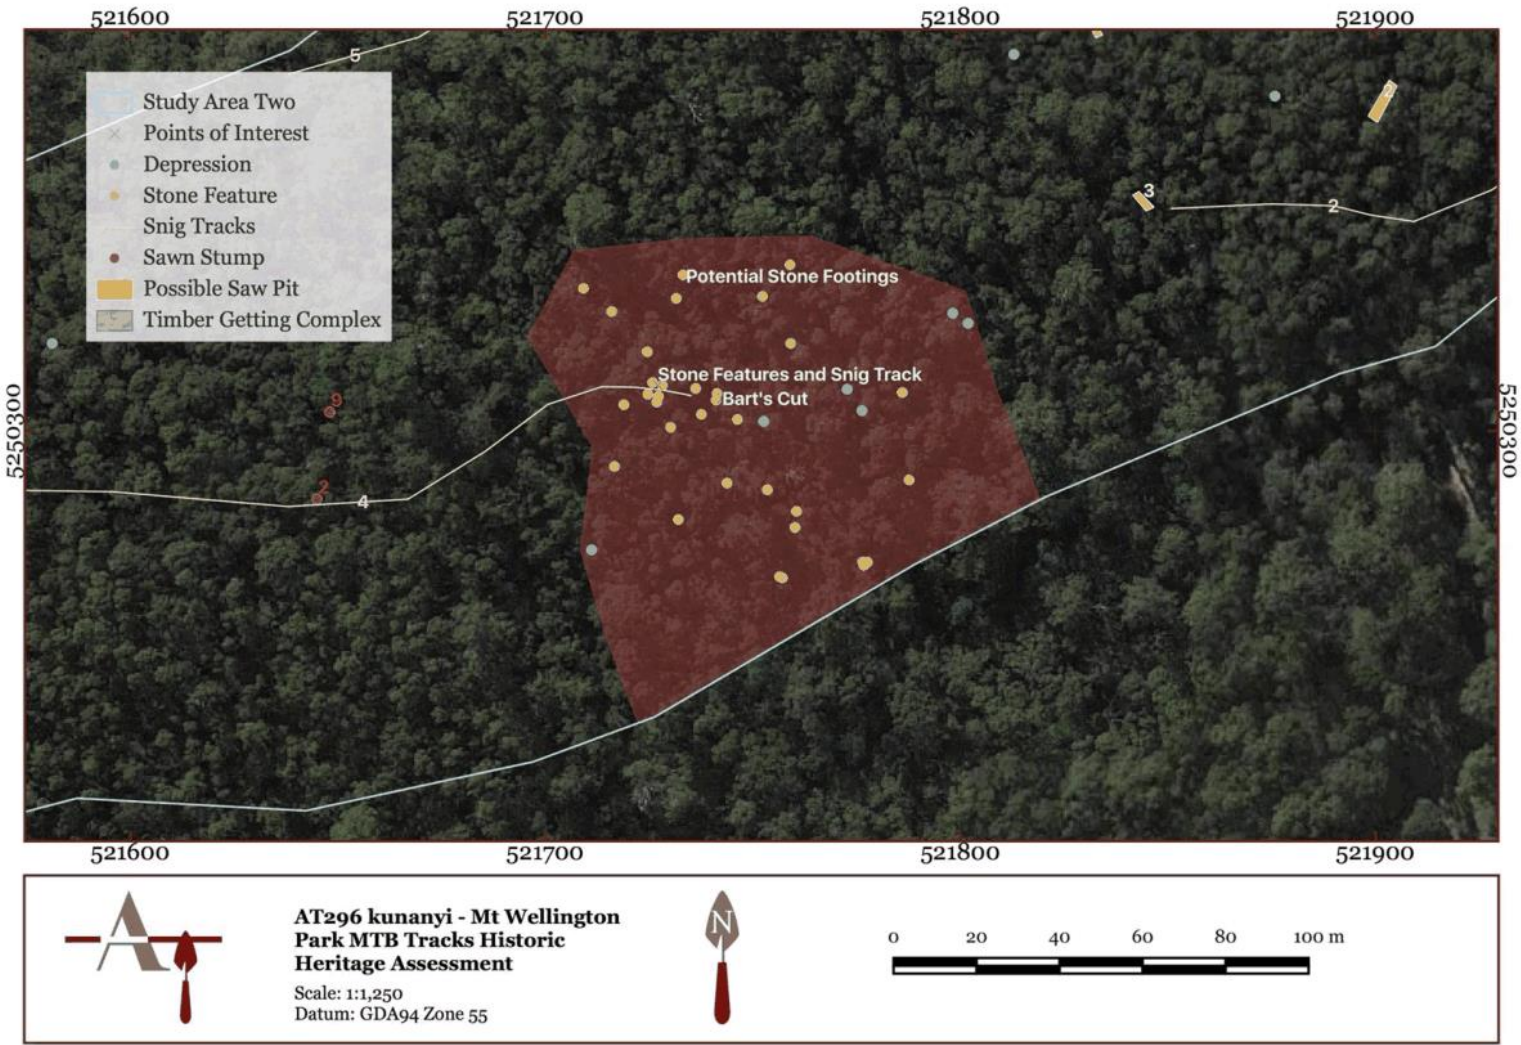 521600 521700 521800 521900
5
Study Area Two
Points of Interest
Depression
Stone Feature
Snig Tracks
Sawn Stump
Possible Saw Pit
Timber Getting Complex
2
3
2
Potential Stone Footings
Stone Features and Snig Track
Bart's Cut
9
2
4
5250300
5250300
521600 521700 521800 521900
A
AT296 kunanyi - Mt Wellington
Park MTB Tracks Historic
Heritage Assessment
Scale: 1:1,250
Datum: GDA94 Zone 55
N
0 20 40 60 80 100 m